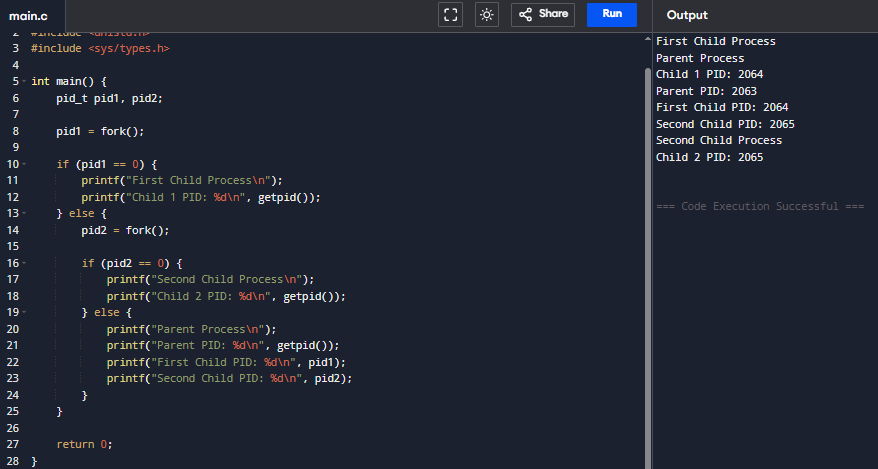 main.c
Share
Run
Output
3 #include <sys/types.h>
4
5 int main() {
6 pid_t pid1, pid2;
7
8 pid1 = fork();
9
10 if (pid1 == 0) {
11 printf("First Child Process\n");
12 printf("Child 1 PID: %d\n", getpid());
13 } else {
14 pid2 = fork();
15
16 if (pid2 == 0) {
17 printf("Second Child Process\n");
18 printf("Child 2 PID: %d\n", getpid());
19 } else {
20 printf("Parent Process\n");
21 printf("Parent PID: %d\n", getpid());
22 printf("First Child PID: %d\n", pid1);
23 printf("Second Child PID: %d\n", pid2);
24 }
25 }
26
27 return 0;
28 }
First Child Process
Parent Process
Child 1 PID: 2064
Parent PID: 2063
First Child PID: 2064
Second Child PID: 2065
Second Child Process
Child 2 PID: 2065
=== Code Execution Successful ===